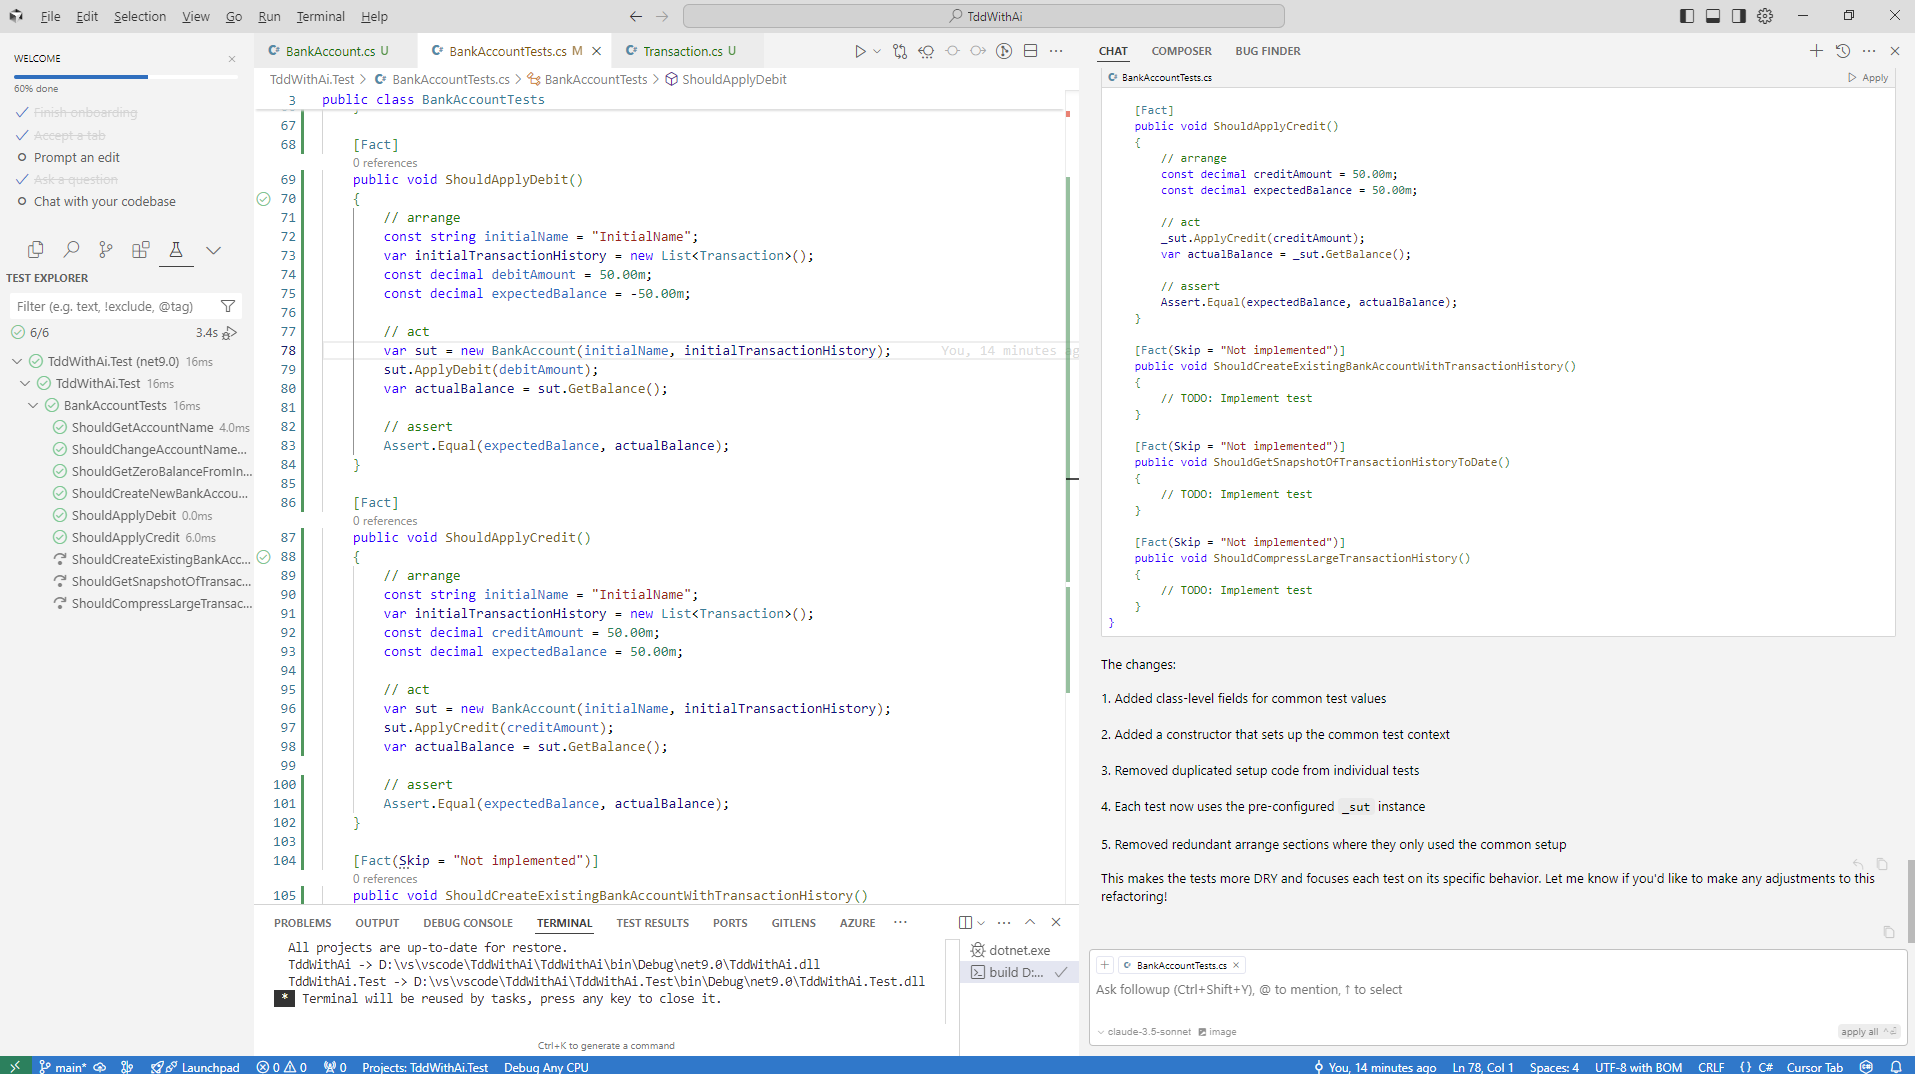 File Edit Selection View Go Run Terminal Help
TddWithAi
WELCOME
60% done
Finish onboarding
Accept a tab
Prompt an edit
Ask a question
Chat with your codebase
TEST EXPLORER
Filter (e.g. text, !exclude, @tag)
6/6 3.4s
TddWithAi.Test (net9.0) 16ms
TddWithAi.Test 16ms
BankAccountTests 16ms
ShouldGetAccountName 4.0ms
ShouldChangeAccountName...
ShouldGetZeroBalanceFromIn...
ShouldCreateNewBankAccou...
ShouldApplyDebit 0.0ms
ShouldApplyCredit 6.0ms
ShouldCreateExistingBankAcc...
ShouldGetSnapshotOfTransac...
ShouldCompressLargeTransac...
BankAccount.cs U BankAccountTests.cs M Transaction.cs U
TddWithAi.Test > BankAccountTests.cs > BankAccountTests > ShouldApplyDebit
3 public class BankAccountTests
67
68 [Fact]
0 references
69 public void ShouldApplyDebit()
70 {
71 // arrange
72 const string initialName = "InitialName";
73 var initialTransactionHistory = new List<Transaction>();
74 const decimal debitAmount = 50.00m;
75 const decimal expectedBalance = -50.00m;
76
77 // act
78 var sut = new BankAccount(initialName, initialTransactionHistory); You, 14 minutes ag
79 sut.ApplyDebit(debitAmount);
80 var actualBalance = sut.GetBalance();
81
82 // assert
83 Assert.Equal(expectedBalance, actualBalance);
84 }
85
86 [Fact]
0 references
87 public void ShouldApplyCredit()
88 {
89 // arrange
90 const string initialName = "InitialName";
91 var initialTransactionHistory = new List<Transaction>();
92 const decimal creditAmount = 50.00m;
93 const decimal expectedBalance = 50.00m;
94
95 // act
96 var sut = new BankAccount(initialName, initialTransactionHistory);
97 sut.ApplyCredit(creditAmount);
98 var actualBalance = sut.GetBalance();
99
100 // assert
101 Assert.Equal(expectedBalance, actualBalance);
102 }
103
104 [Fact(Skip = "Not implemented")]
0 references
105 public void ShouldCreateExistingBankAccountWithTransactionHistory()
PROBLEMS OUTPUT DEBUG CONSOLE TERMINAL TEST RESULTS PORTS GITLENS AZURE ...
All projects are up-to-date for restore.
TddWithAi -> D:\vs\vscode\TddWithAi\TddWithAi\bin\Debug\net9.0\TddWithAi.dll
TddWithAi.Test -> D:\vs\vscode\TddWithAi\TddWithAi.Test\bin\Debug\net9.0\TddWithAi.Test.dll
* Terminal will be reused by tasks, press any key to close it.
Ctrl+K to generate a command
dotnet.exe
build D:...
CHAT COMPOSER BUG FINDER
BankAccountTests.cs Apply
[Fact]
public void ShouldApplyCredit()
{
// arrange
const decimal creditAmount = 50.00m;
const decimal expectedBalance = 50.00m;
// act
_sut.ApplyCredit(creditAmount);
var actualBalance = _sut.GetBalance();
// assert
Assert.Equal(expectedBalance, actualBalance);
}
[Fact(Skip = "Not implemented")]
public void ShouldCreateExistingBankAccountWithTransactionHistory()
{
// TODO: Implement test
}
[Fact(Skip = "Not implemented")]
public void ShouldGetSnapshotOfTransactionHistoryToDate()
{
// TODO: Implement test
}
[Fact(Skip = "Not implemented")]
public void ShouldCompressLargeTransactionHistory()
{
// TODO: Implement test
}
}
The changes:
1. Added class-level fields for common test values
2. Added a constructor that sets up the common test context
3. Removed duplicated setup code from individual tests
4. Each test now uses the pre-configured _sut instance
5. Removed redundant arrange sections where they only used the common setup
This makes the tests more DRY and focuses each test on its specific behavior. Let me know if you'd like to make any adjustments to this
refactoring!
BankAccountTests.cs
Ask followup (Ctrl+Shift+Y), @ to mention, ↑ to select
claude-3.5-sonnet image apply all
main* Launchpad 0 0 0 Projects: TddWithAi.Test Debug Any CPU You, 14 minutes ago Ln 78, Col 1 Spaces: 4 UTF-8 with BOM CRLF {} C# Cursor Tab